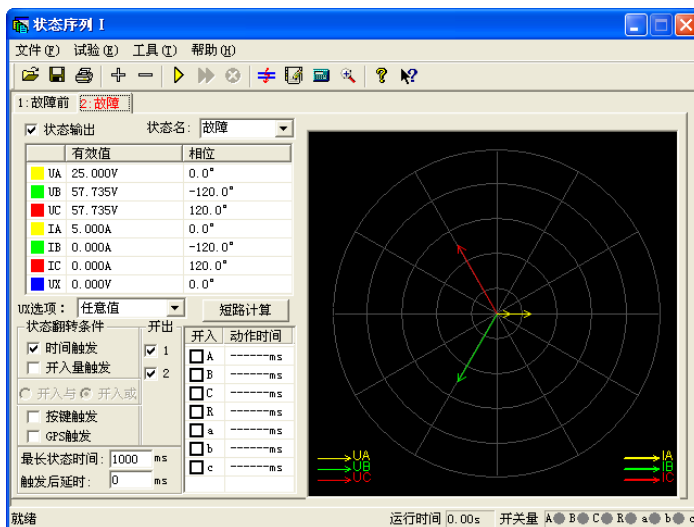 状态序列 I
文件(F) 试验(E) 工具(T) 帮助(H)
1:故障前 2:故障
状态输出 状态名: 故障
有效值 相位
UA 25.000V 0.0°
UB 57.735V -120.0°
UC 57.735V 120.0°
IA 5.000A 0.0°
IB 0.000A -120.0°
IC 0.000A 120.0°
UX 0.000V 0.0°
UX选项: 任意值 短路计算
状态翻转条件 开出 开入 动作时间
时间触发 1 A ------ms
开入量触发 2 B ------ms
开入与 开入或 C ------ms
R ------ms
按键触发 a ------ms
GPS触发 b ------ms
最长状态时间: 1000 ms c ------ms
触发后延时: 0 ms
UA IA
UB IB
UC IC
就绪 运行时间 0.00s 开关量 A B C R a b c